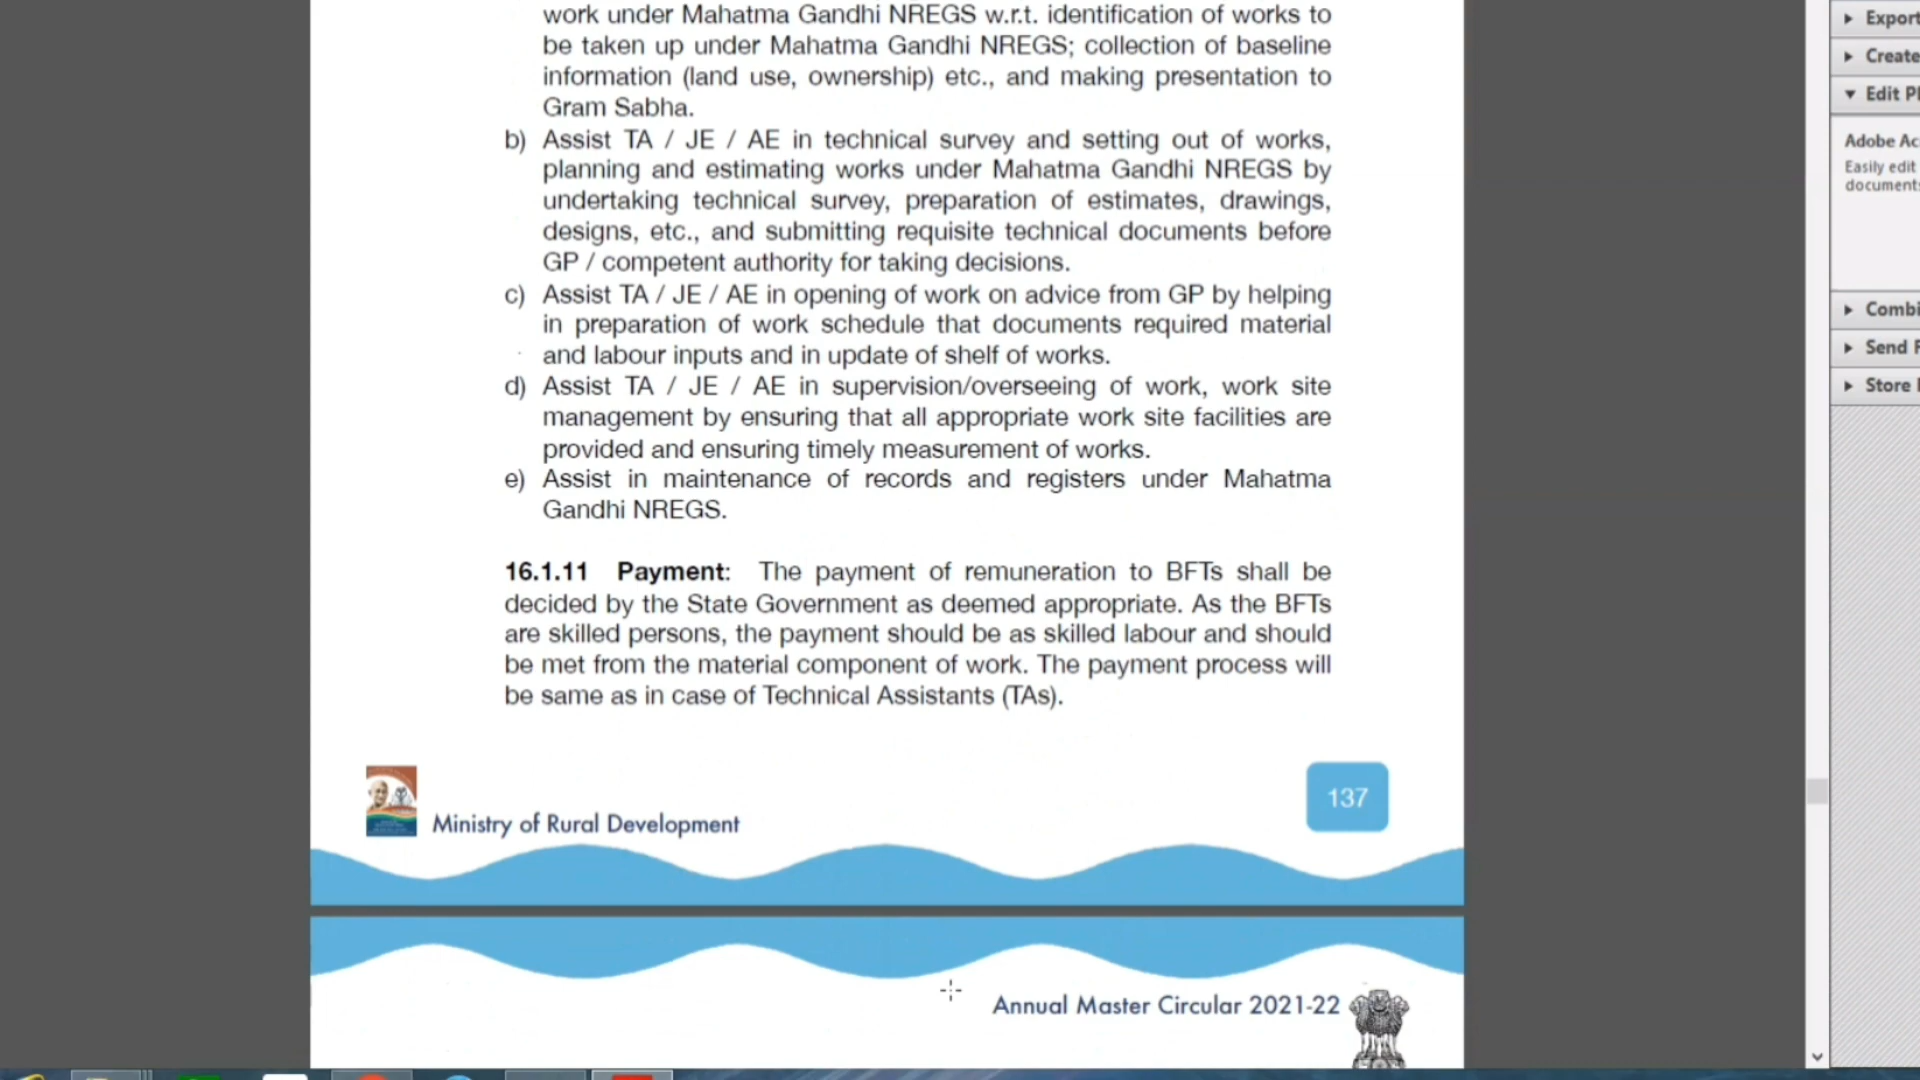 work under Mahatma Gandhi NREGS w.r.t. identification of works to
be taken up under Mahatma Gandhi NREGS; collection of baseline
information (land use, ownership) etc., and making presentation to
Gram Sabha.
b) Assist TA / JE / AE in technical survey and setting out of works,
planning and estimating works under Mahatma Gandhi NREGS by
undertaking technical survey, preparation of estimates, drawings,
designs, etc., and submitting requisite technical documents before
GP / competent authority for taking decisions.
c) Assist TA / JE / AE in opening of work on advice from GP by helping
in preparation of work schedule that documents required material
and labour inputs and in update of shelf of works.
d) Assist TA / JE / AE in supervision/overseeing of work, work site
management by ensuring that all appropriate work site facilities are
provided and ensuring timely measurement of works.
e) Assist in maintenance of records and registers under Mahatma
Gandhi NREGS.
16.1.11 Payment: The payment of remuneration to BFTs shall be
decided by the State Government as deemed appropriate. As the BFTs
are skilled persons, the payment should be as skilled labour and should
be met from the material component of work. The payment process will
be same as in case of Technical Assistants (TAs).
137
Ministry of Rural Development
Annual Master Circular 2021-22
Export
Create
Edit P
Adobe Ac
Easily edit
documents
Combi
Send F
Store